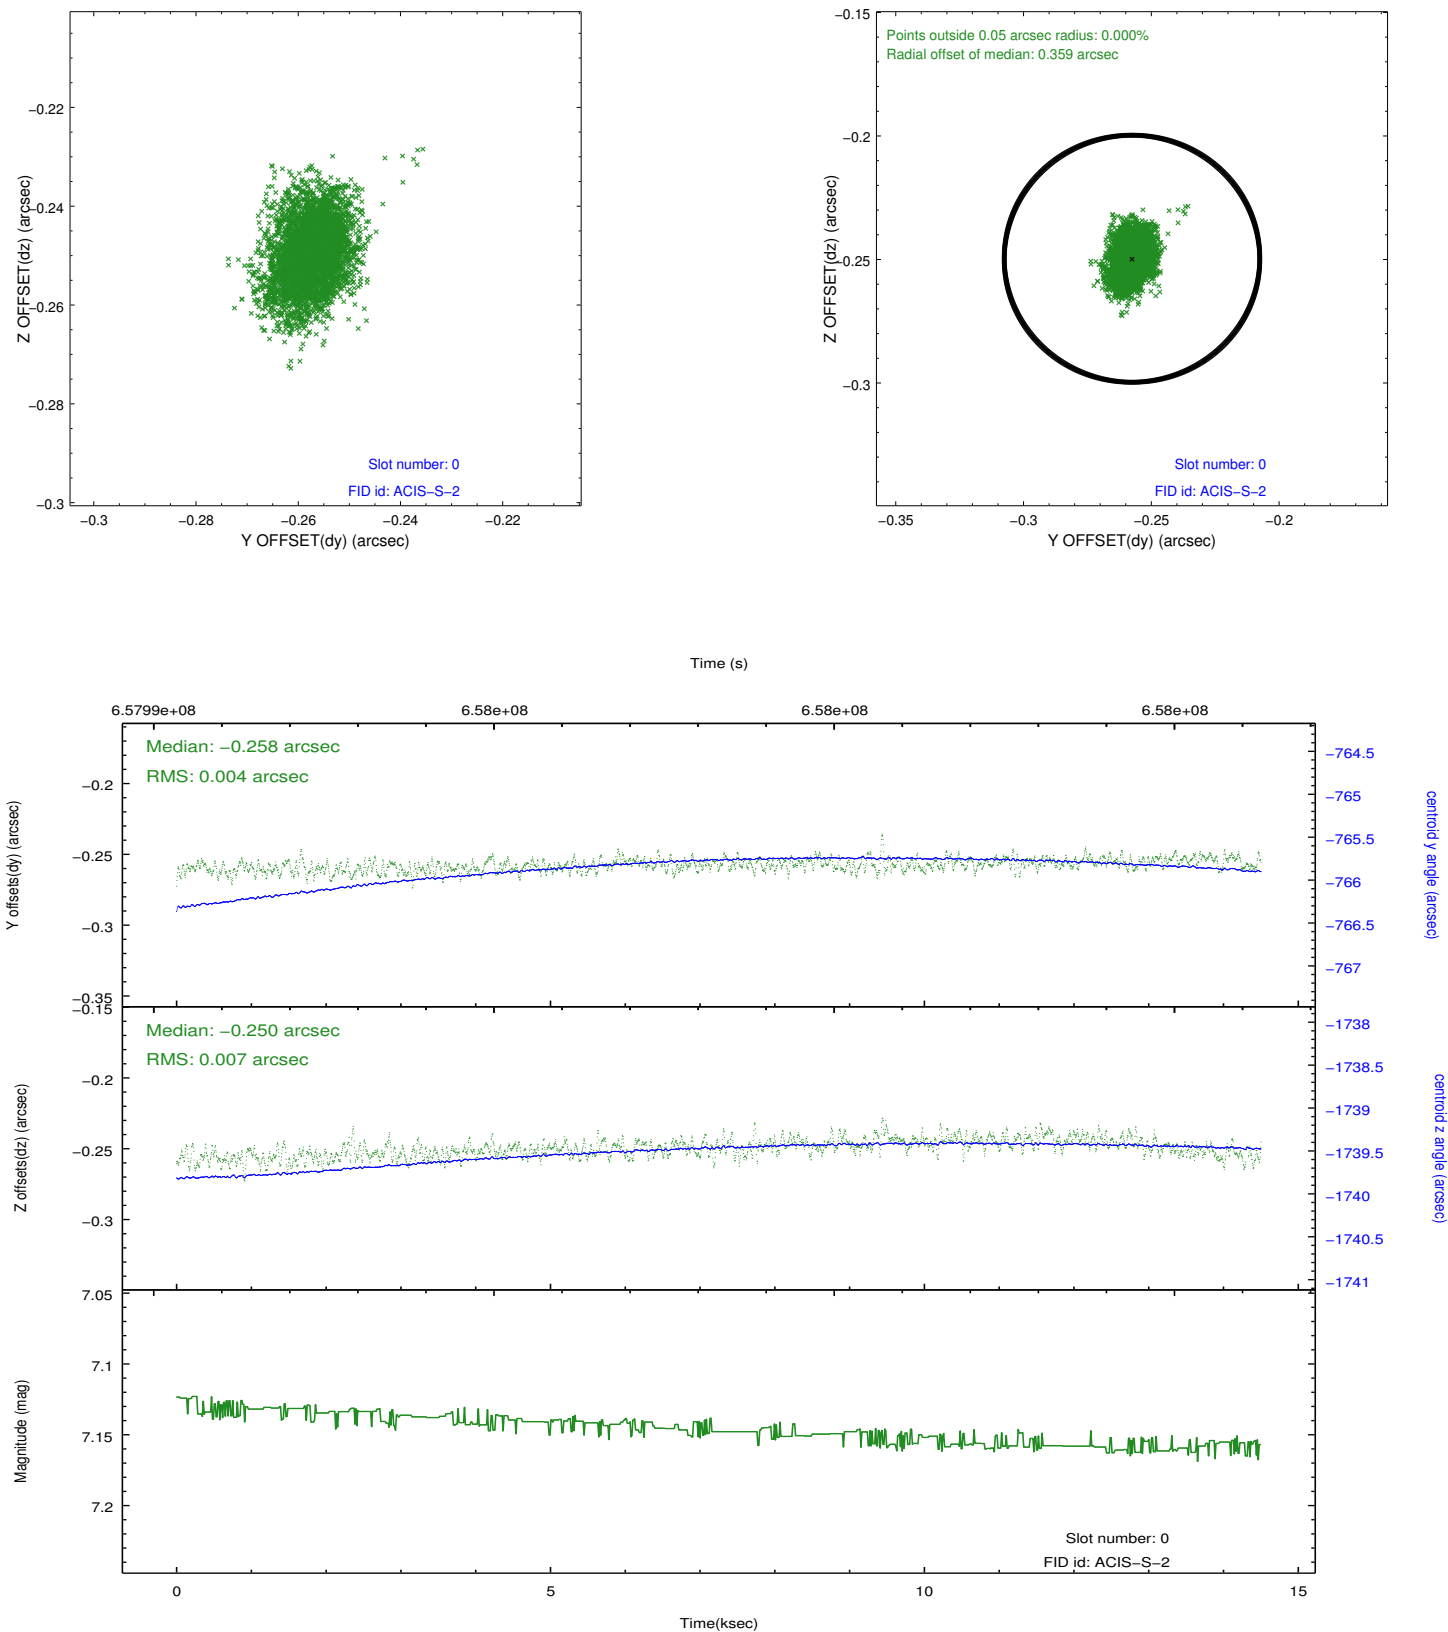 −0.22
−0.24
−0.26
−0.28
−0.3
Z OFFSET(dz) (arcsec)
Slot number: 0
FID id: ACIS−S−2
−0.3
−0.28
−0.26
−0.24
−0.22
Y OFFSET(dy) (arcsec)
−0.15
−0.2
−0.25
−0.3
Z OFFSET(dz) (arcsec)
Points outside 0.05 arcsec radius: 0.000%
Radial offset of median: 0.359 arcsec
Slot number: 0
FID id: ACIS−S−2
−0.35
−0.3
−0.25
−0.2
Y OFFSET(dy) (arcsec)
Time (s)
6.5799e+08
6.58e+08
6.58e+08
6.58e+08
Median: −0.258 arcsec
RMS: 0.004 arcsec
−0.2
−0.25
−0.3
−0.35
Y offsets(dy) (arcsec)
−764.5
−765
−765.5
−766
−766.5
−767
centroid y angle (arcsec)
−0.15
Median: −0.250 arcsec
RMS: 0.007 arcsec
−0.2
−0.25
−0.3
Z offsets(dz) (arcsec)
−1738
−1738.5
−1739
−1739.5
−1740
−1740.5
−1741
centroid z angle (arcsec)
7.05
7.1
7.15
7.2
Magnitude (mag)
Slot number: 0
FID id: ACIS−S−2
0
5
10
15
Time(ksec)